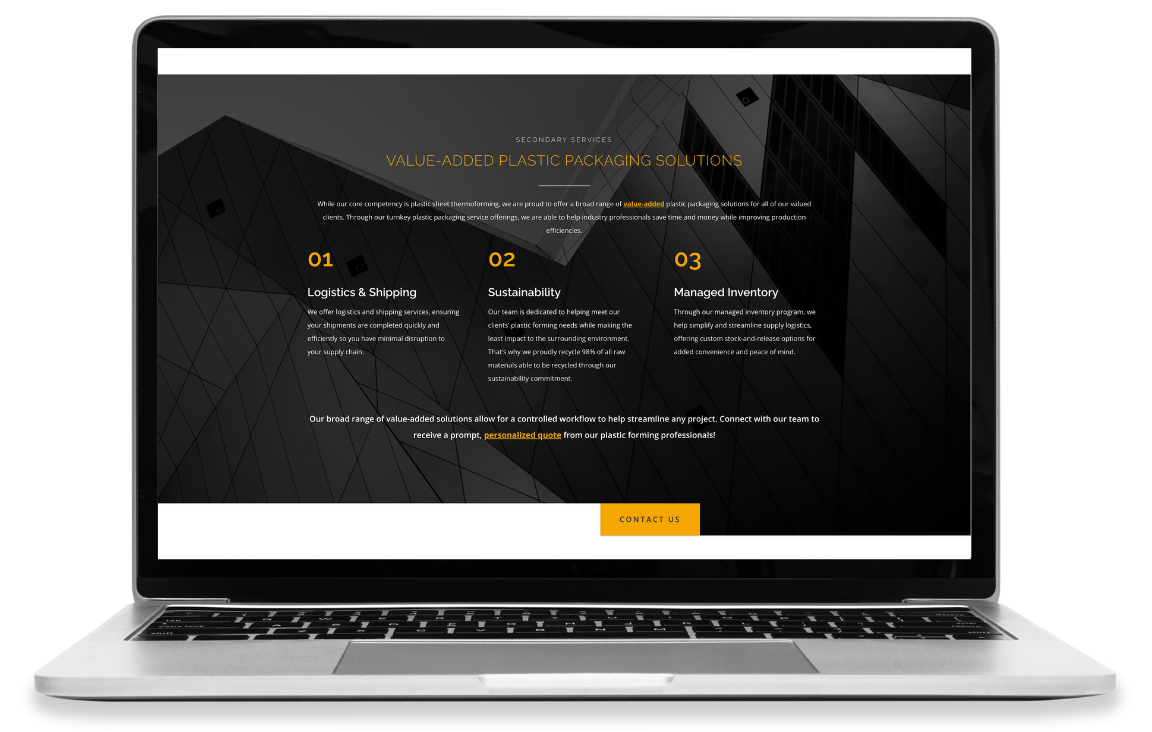 SECONDARY SERVICES
VALUE-ADDED PLASTIC PACKAGING SOLUTIONS
While our core competency is plastic sheet thermoforming, we are proud to offer a broad range of value-added plastic packaging solutions for all of our valued
clients. Through our turnkey plastic packaging service offerings, we are able to help industry professionals save time and money while improving production
efficiencies.
01
Logistics & Shipping
We offer logistics and shipping services, ensuring
your shipments are completed quickly and
efficiently so you have minimal disruption to
your supply chain.
02
Sustainability
Our team is dedicated to helping meet our
clients' plastic forming needs while making the
least impact to the surrounding environment.
That's why we proudly recycle 98% of all raw
materials able to be recycled through our
sustainability commitment.
03
Managed Inventory
Through our managed inventory program, we
help simplify and streamline supply logistics,
offering custom stock-and-release options for
added convenience and peace of mind.
Our broad range of value-added solutions allow for a controlled workflow to help streamline any project. Connect with our team to
receive a prompt, personalized quote from our plastic forming professionals!
CONTACT US